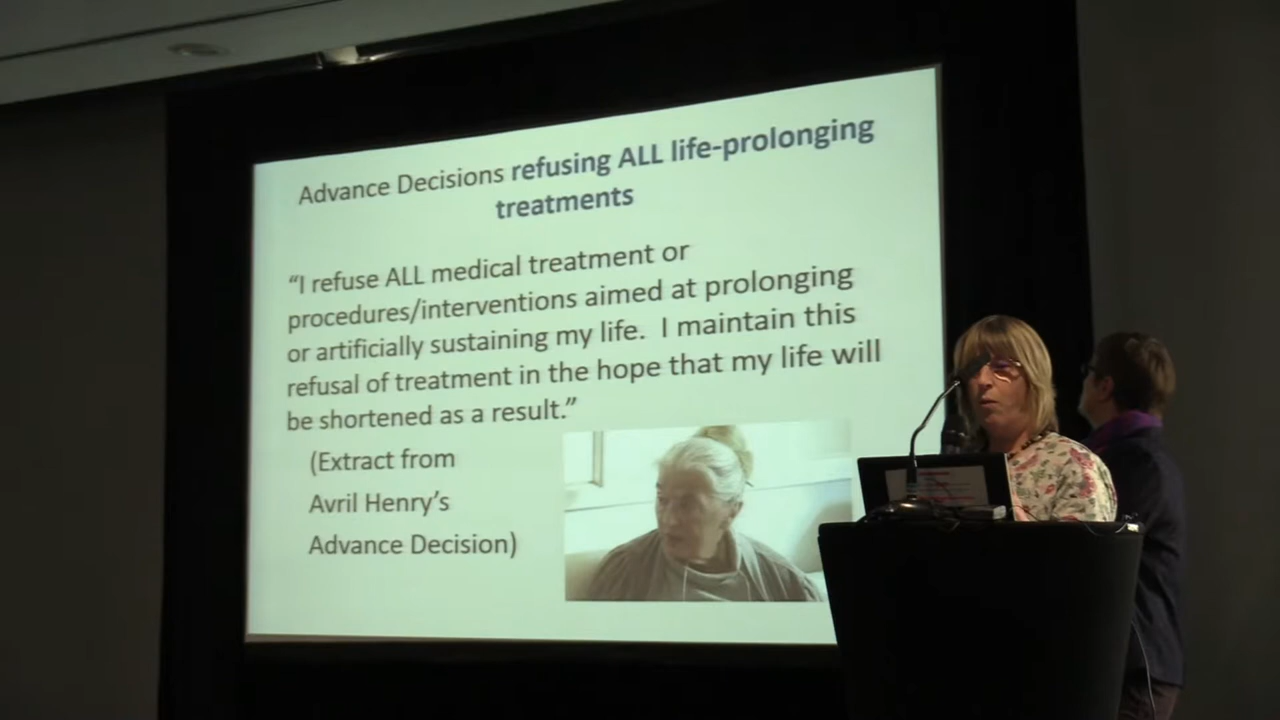 Advance Decisions refusing ALL life-prolonging
treatments
“I refuse ALL medical treatment or
procedures/interventions aimed at prolonging
or artificially sustaining my life. I maintain this
refusal of treatment in the hope that my life will
be shortened as a result.”
(Extract from
Avril Henry’s
Advance Decision)